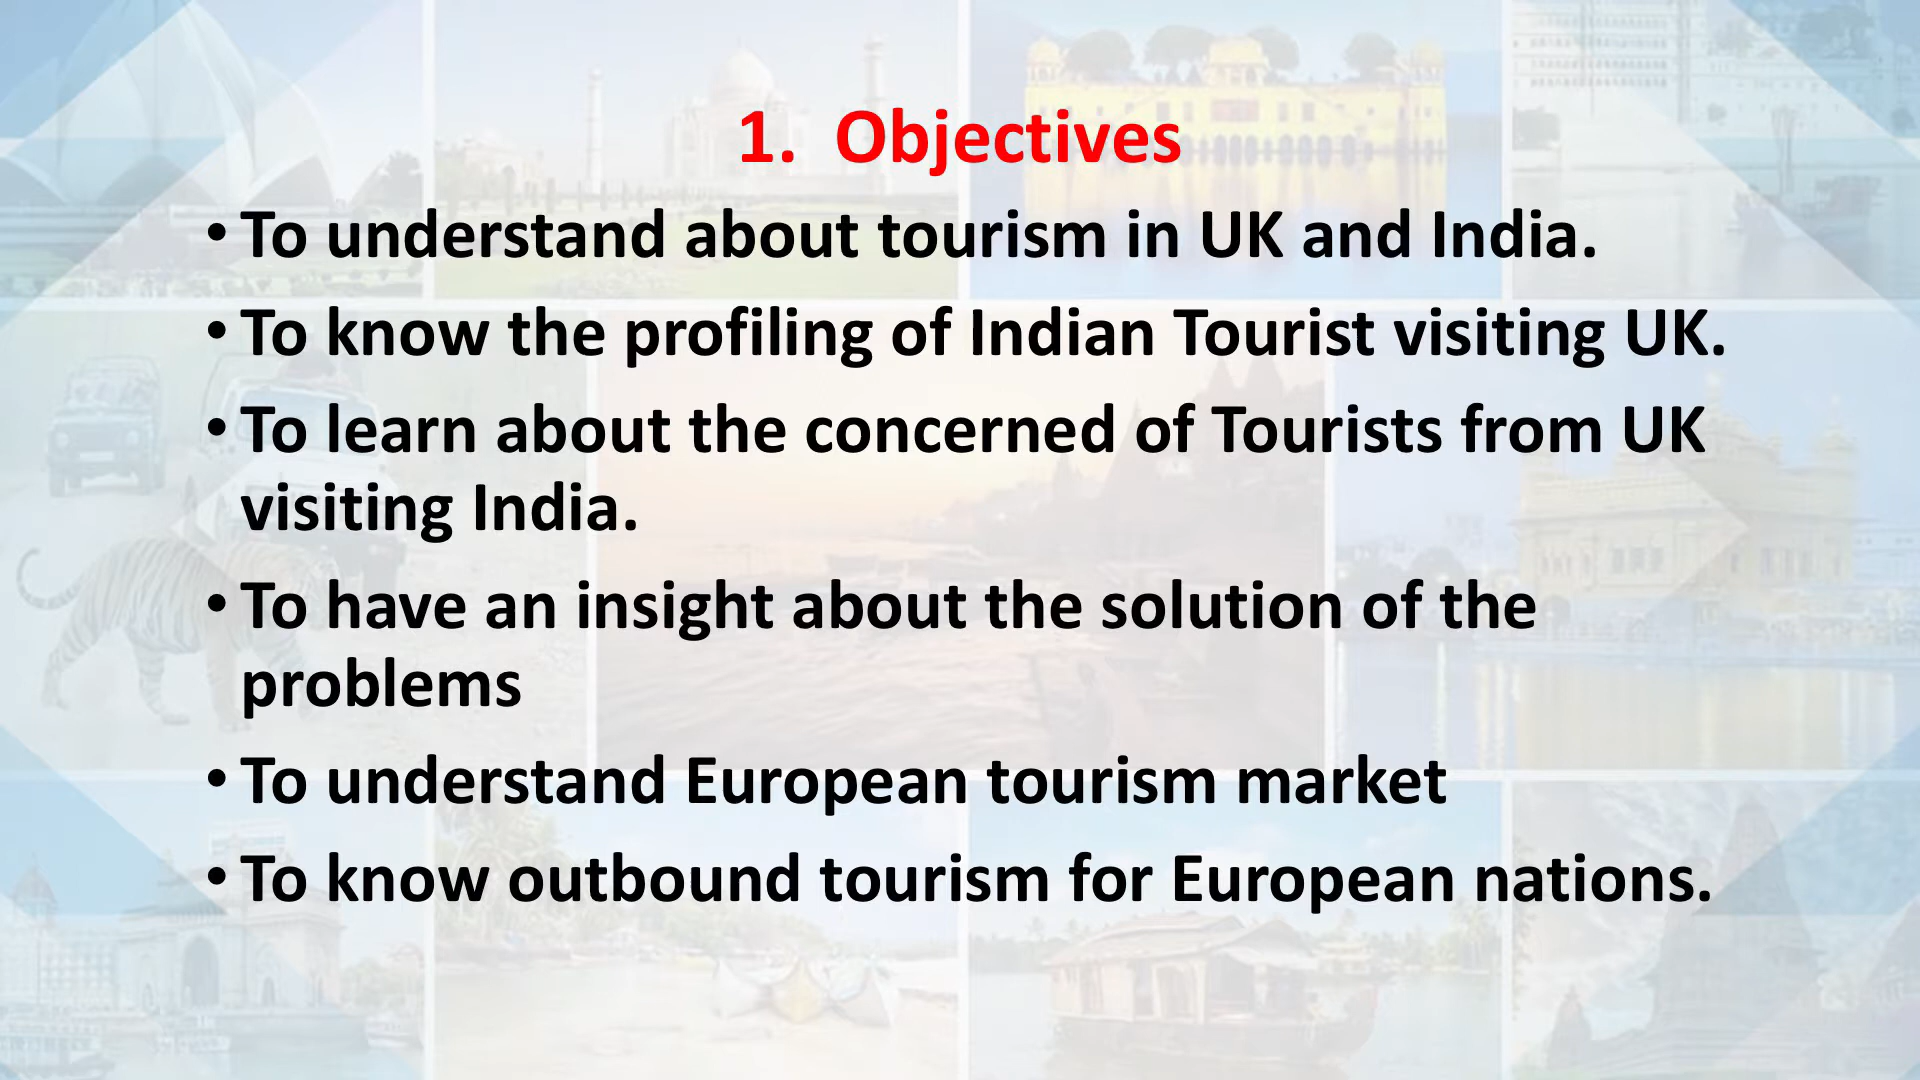 1. Objectives
• To understand about tourism in UK and India.
• To know the profiling of Indian Tourist visiting UK.
• To learn about the concerned of Tourists from UK
visiting India.
• To have an insight about the solution of the
problems
• To understand European tourism market
• To know outbound tourism for European nations.